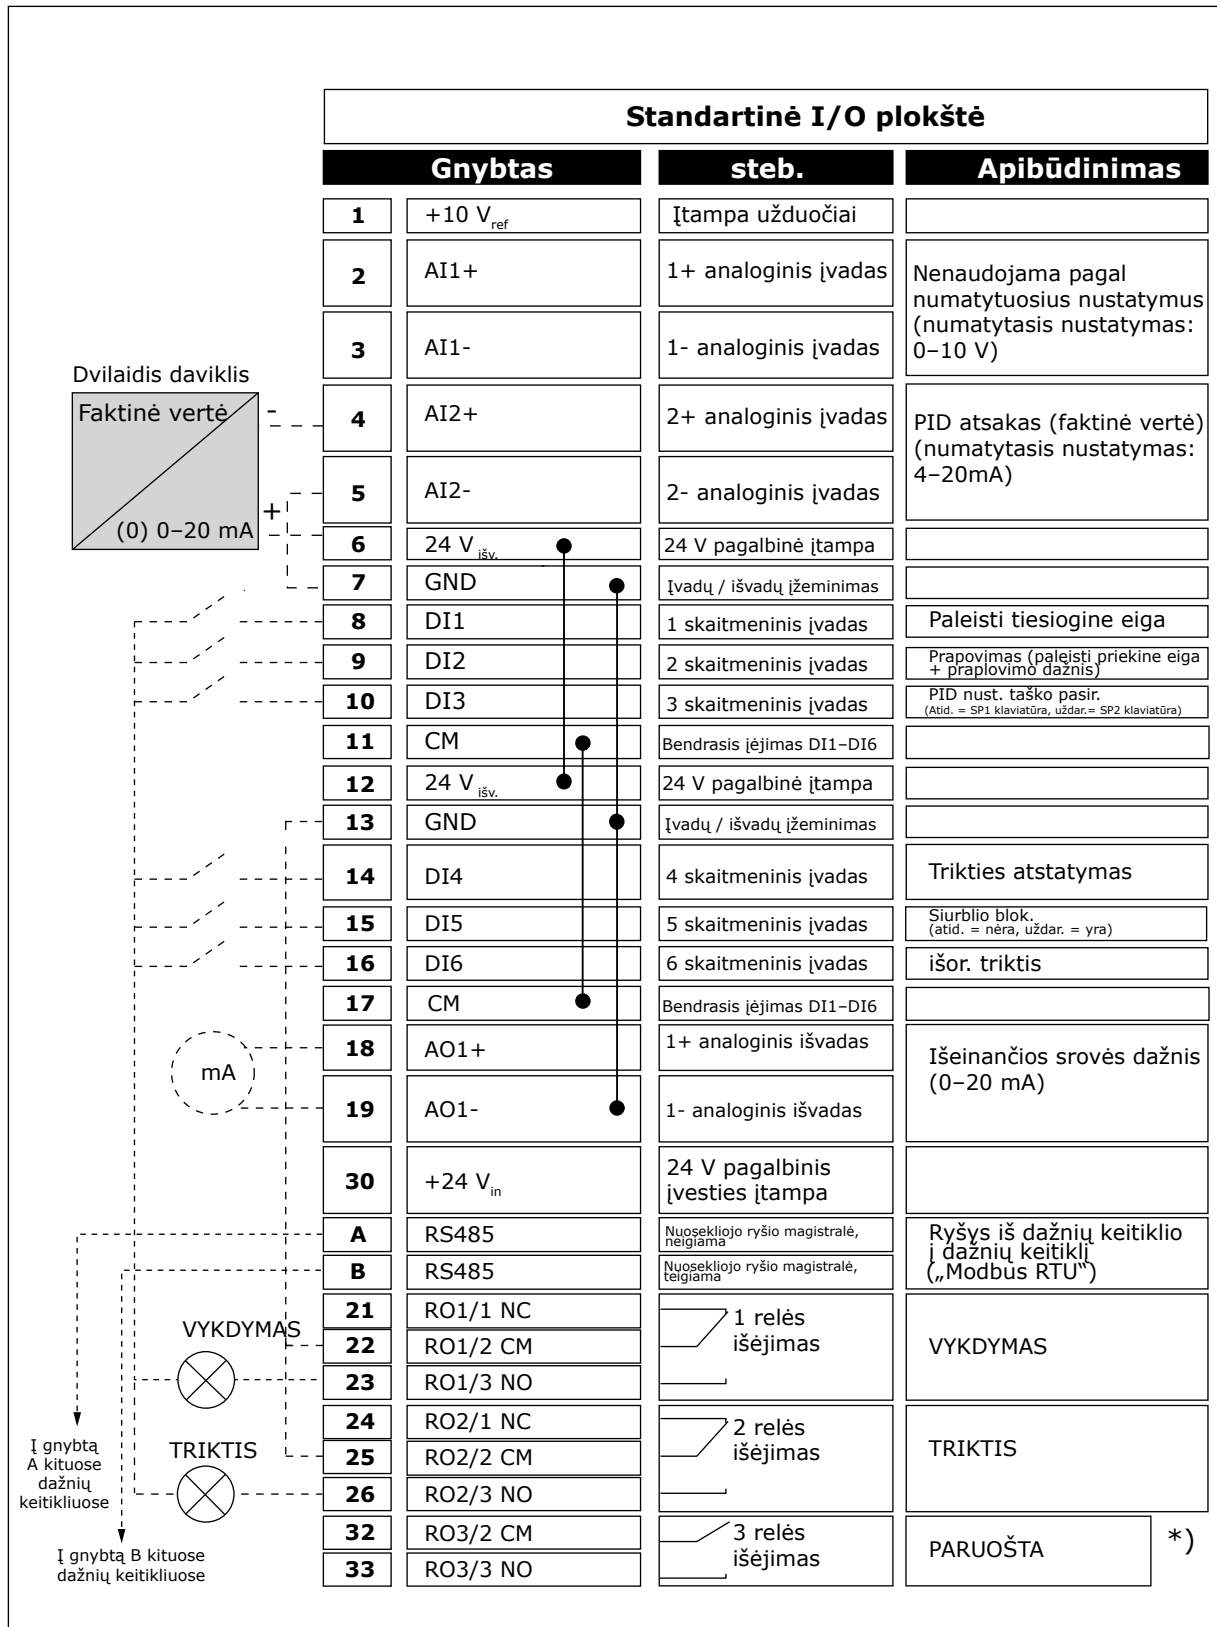 Standartinė I/O plokštė
Gnybtas steb. Apibūdinimas
1 +10 Vref Įtampa užduočiai
2 AI1+ 1+ analoginis įvadas
Nenaudojama pagal
numatytuosius nustatymus
(numatytasis nustatymas:
0–10 V)
3 AI1- 1- analoginis įvadas
Dvilaidis daviklis
Faktinė vertė
-
+
(0) 0–20 mA
4 AI2+ 2+ analoginis įvadas
PID atsakas (faktinė vertė)
(numatytasis nustatymas:
4–20mA)
5 AI2- 2- analoginis įvadas
6 24 V išv. 24 V pagalbinė įtampa
7 GND Įvadų / išvadų įžeminimas
8 DI1 1 skaitmeninis įvadas Paleisti tiesiogine eiga
9 DI2 2 skaitmeninis įvadas
Prapovimas (paleisti priekine eiga
+ praplovimo dažnis)
10 DI3 3 skaitmeninis įvadas
PID nust. taško pasir.
(Atid. = SP1 klaviatūra, uždar.= SP2 klaviatūra)
11 CM Bendrasis įėjimas DI1–DI6
12 24 V išv. 24 V pagalbinė įtampa
13 GND Įvadų / išvadų įžeminimas
14 DI4 4 skaitmeninis įvadas Trikties atstatymas
15 DI5 5 skaitmeninis įvadas
Siurblio blok.
(atid. = nėra, uždar. = yra)
16 DI6 6 skaitmeninis įvadas išor. triktis
17 CM Bendrasis įėjimas DI1–DI6
mA
18 AO1+ 1+ analoginis išvadas
Išeinančios srovės dažnis
(0–20 mA)
19 AO1- 1- analoginis išvadas
30 +24 Vin
24 V pagalbinis
įvesties įtampa
A RS485
Nuosekliojo ryšio magistralė,
neigiama
Ryšys iš dažnių keitiklio
į dažnių keitiklį
(„Modbus RTU“)
B RS485
Nuosekliojo ryšio magistralė,
teigiama
21 RO1/1 NC
1 relės
išėjimas
VYKDYMAS
22 RO1/2 CM
VYKDYMAS
23 RO1/3 NO
24 RO2/1 NC
2 relės
išėjimas
TRIKTIS
25 RO2/2 CM
TRIKTIS
26 RO2/3 NO
Į gnybtą
A kituose
dažnių
keitikliuose
32 RO3/2 CM
3 relės
išėjimas
PARUOŠTA
*)
33 RO3/3 NO
Į gnybtą B kituose
dažnių keitikliuose